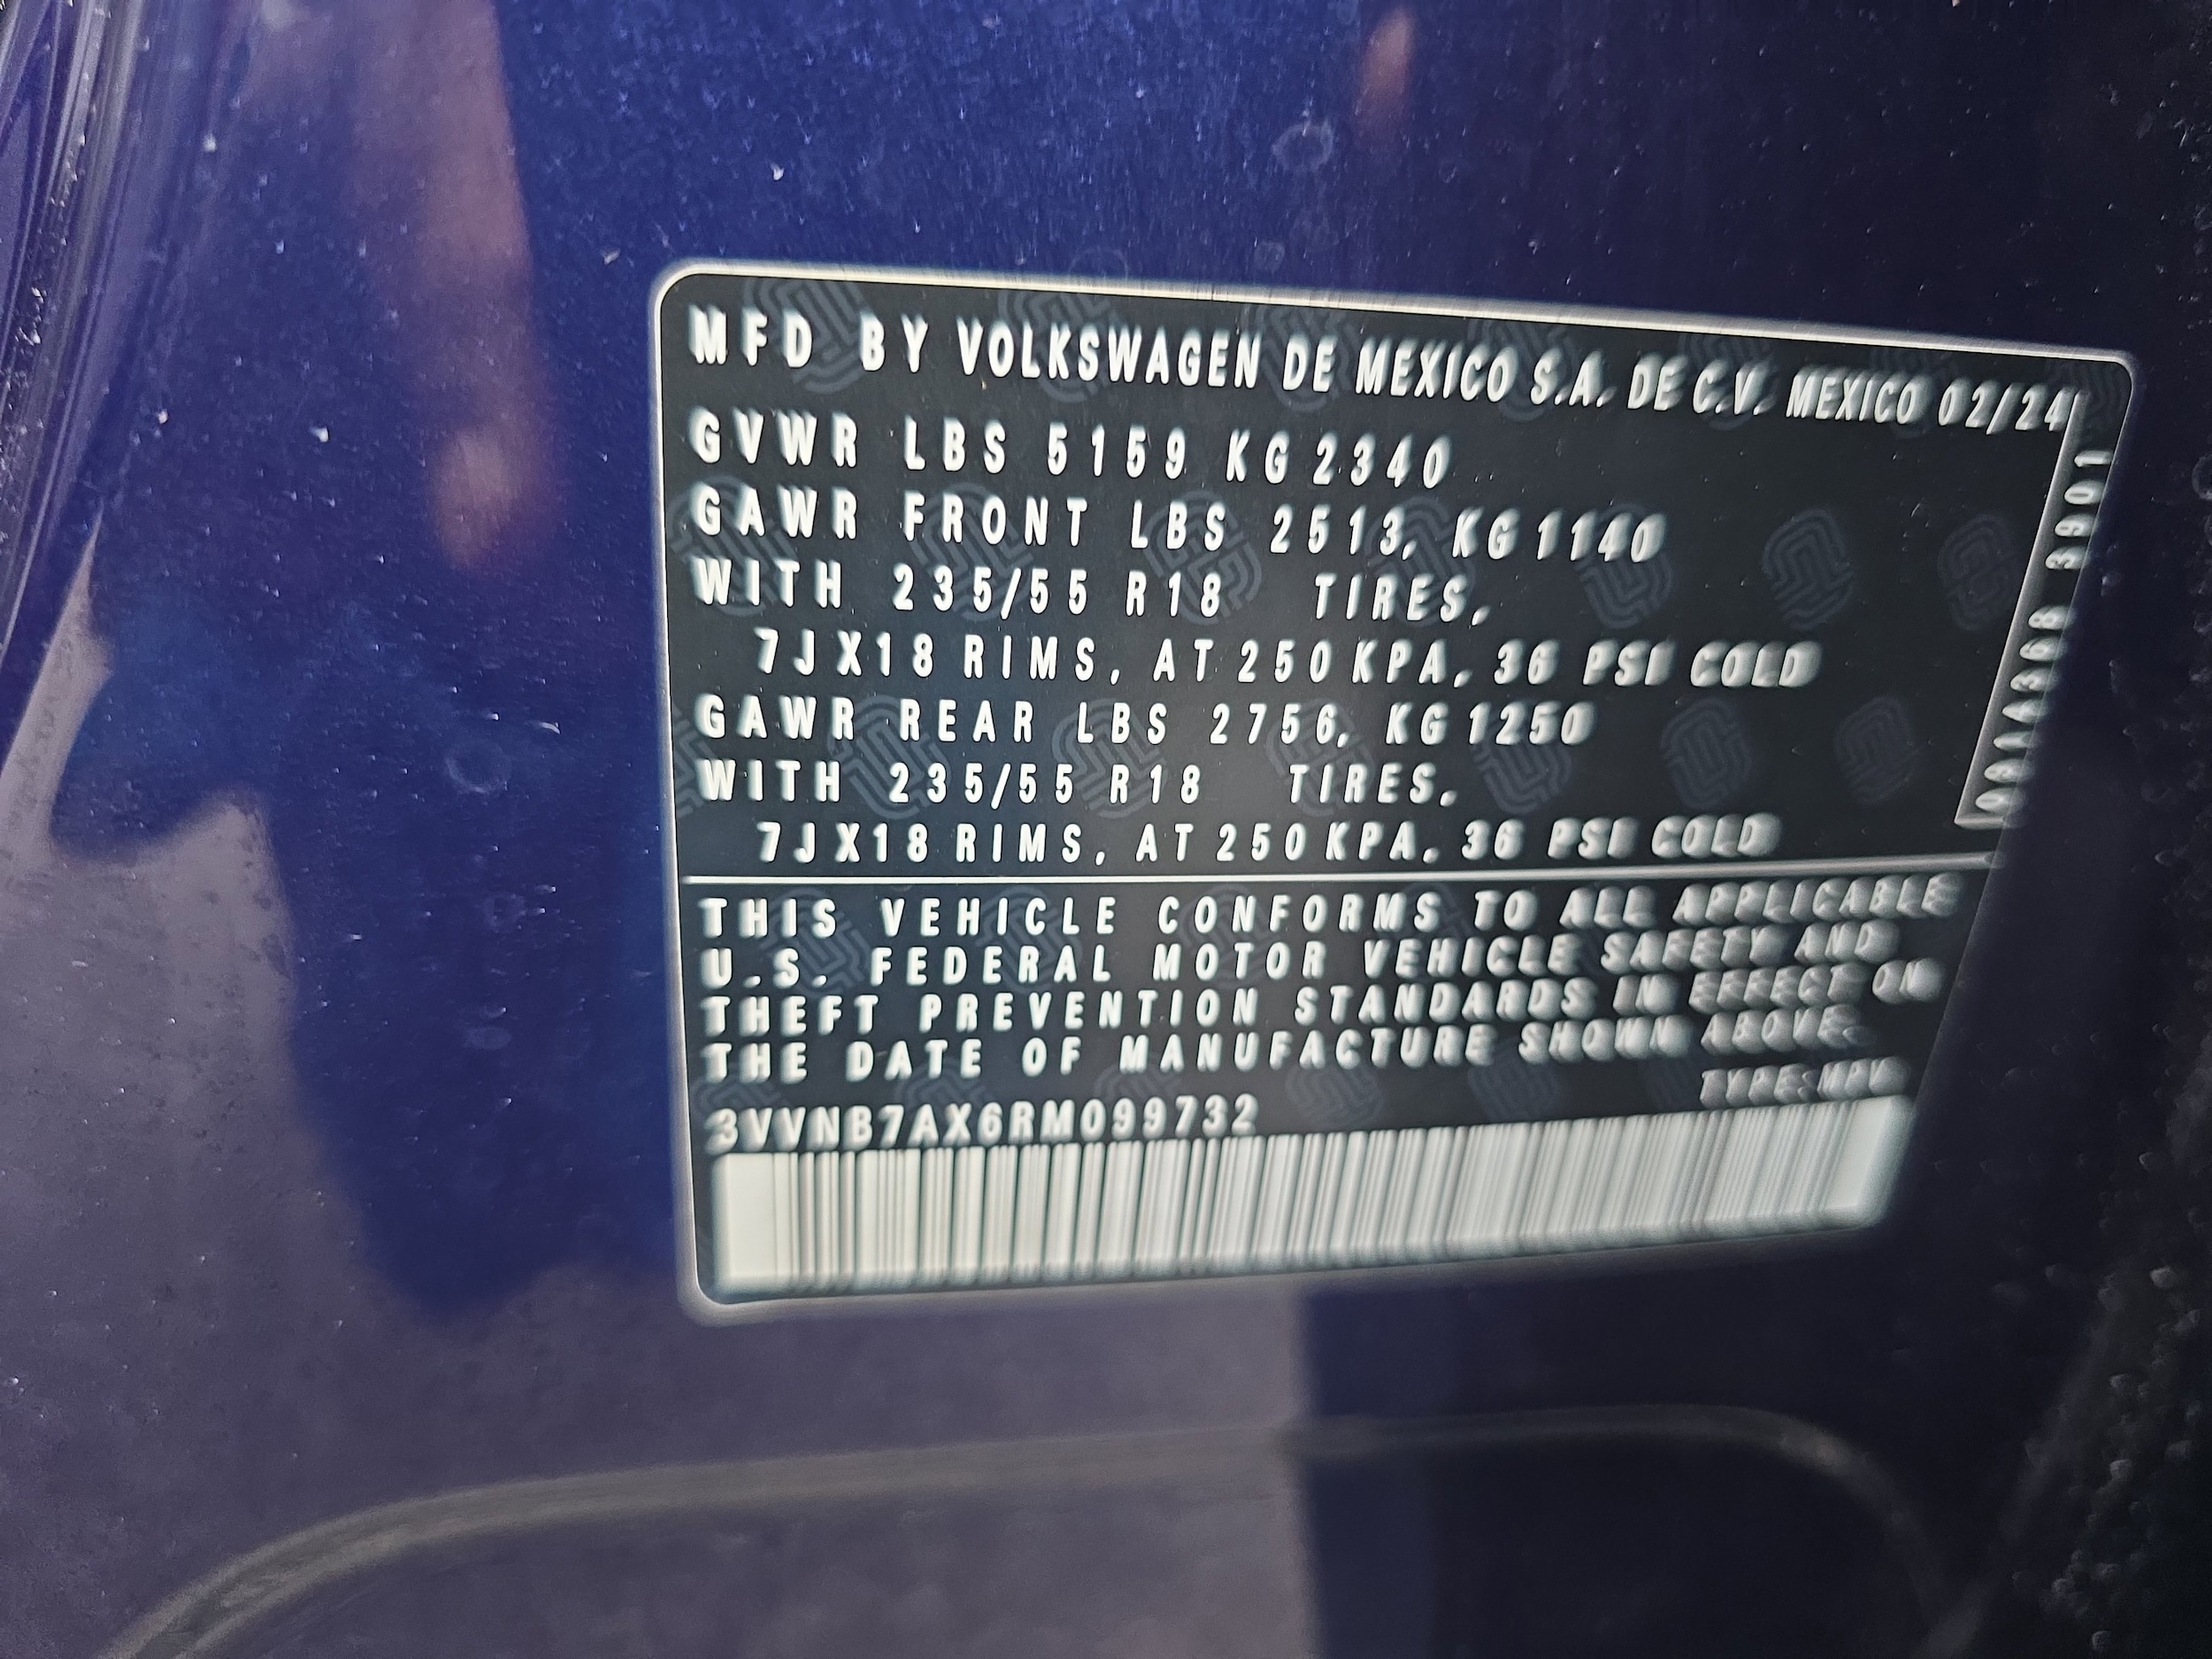 MFD BY VOLKSWAGEN DE MEXICO S.A. DE C.V. MEXICO 02/24
GVWR LBS 5159 KG 2340
GAWR FRONT LBS 2513, KG 1140
WITH 235/55 R18 TIRES,
7JX18 RIMS, AT 250 KPA, 36 PSI COLD
GAWR REAR LBS 2756, KG 1250
WITH 235/55 R18 TIRES,
7JX18 RIMS, AT 250 KPA, 36 PSI COLD
THIS VEHICLE CONFORMS TO ALL APPLICABLE
U.S. FEDERAL MOTOR VEHICLE SAFETY AND
THEFT PREVENTION STANDARDS IN EFFECT ON
THE DATE OF MANUFACTURE SHOWN ABOVE.
TYPE: MPV
3VVNB7AX6RM099732